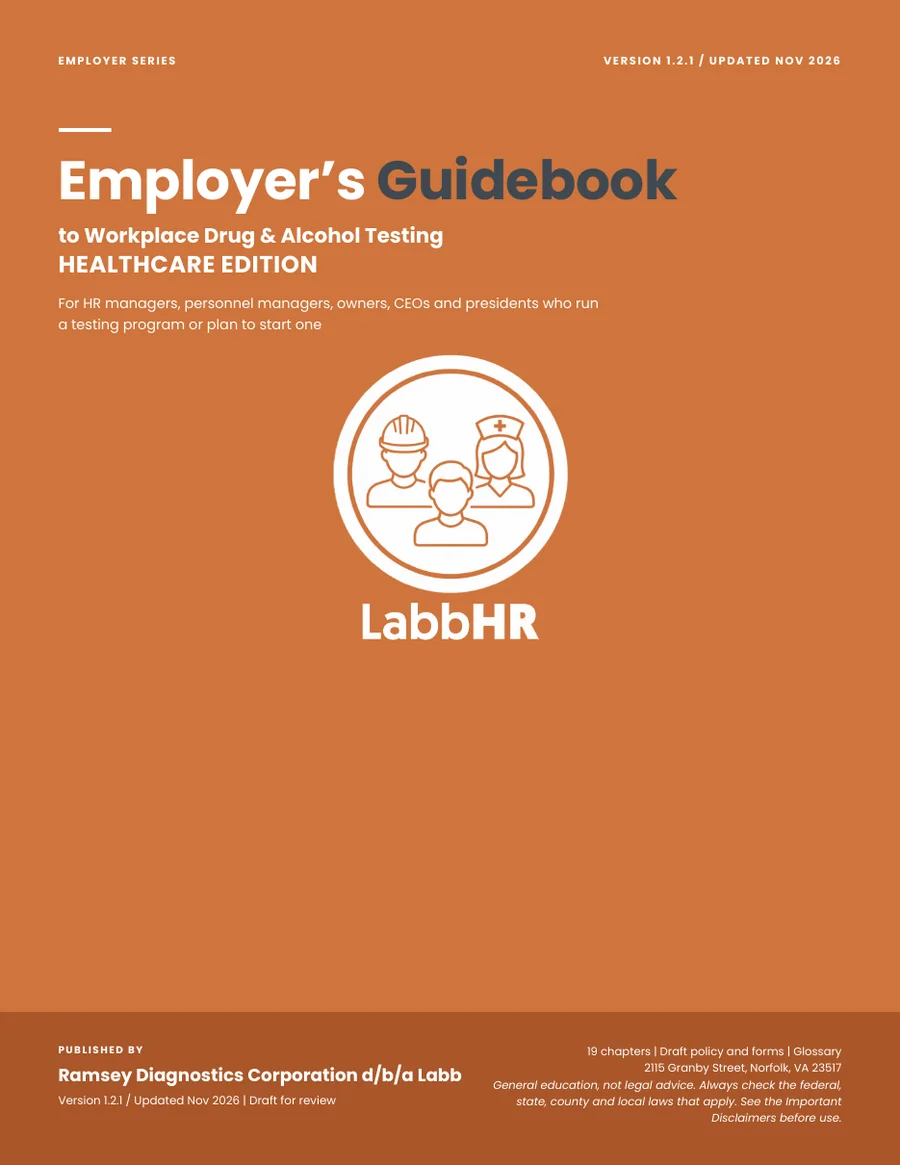 EMPLOYER SERIES
VERSION 1.2.1 / UPDATED NOV 2026
Employer’s Guidebook
to Workplace Drug & Alcohol Testing
HEALTHCARE EDITION
For HR managers, personnel managers, owners, CEOs and presidents who run
a testing program or plan to start one
LabbHR
PUBLISHED BY
Ramsey Diagnostics Corporation d/b/a Labb
Version 1.2.1 / Updated Nov 2026 | Draft for review
19 chapters | Draft policy and forms | Glossary
2115 Granby Street, Norfolk, VA 23517
General education, not legal advice. Always check the federal,
state, county and local laws that apply. See the Important
Disclaimers before use.